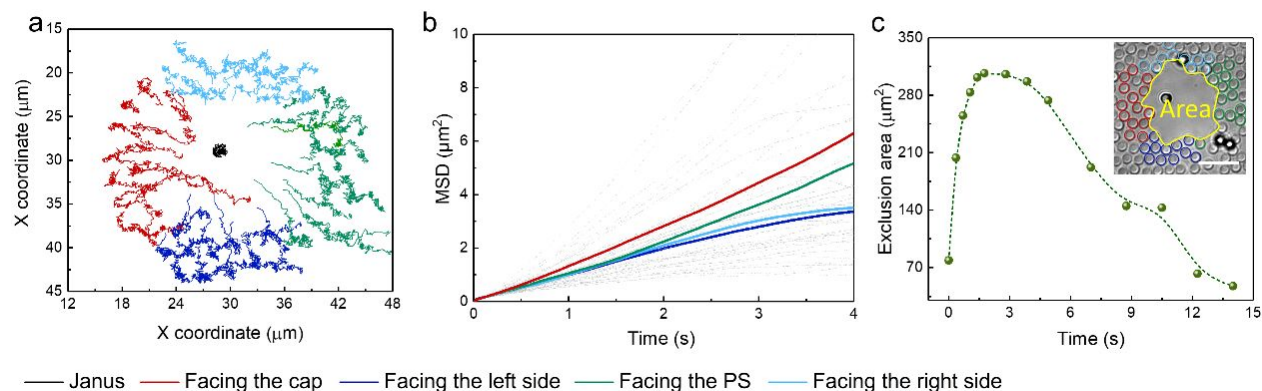 a
X coordinate (μm)
15
20
25
30
35
40
45
12 18 24 30 36 42 48
X coordinate (μm)
b
MSD (μm²)
10
8
6
4
2
0
0 1 2 3 4
Time (s)
c
Exclusion area (μm²)
350
280
210
140
70
0 3 6 9 12 15
Time (s)
Area
Janus Facing the cap Facing the left side Facing the PS Facing the right side